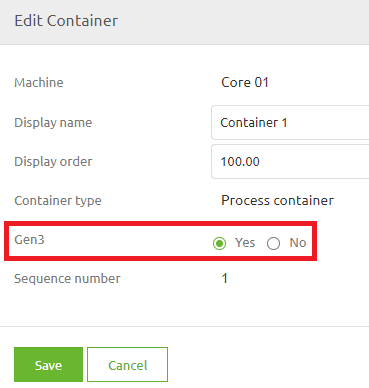 Edit Container
Machine Core 01
Display name Container 1
Display order 100.00
Container type Process container
Gen3 Yes No
Sequence number 1
Save Cancel